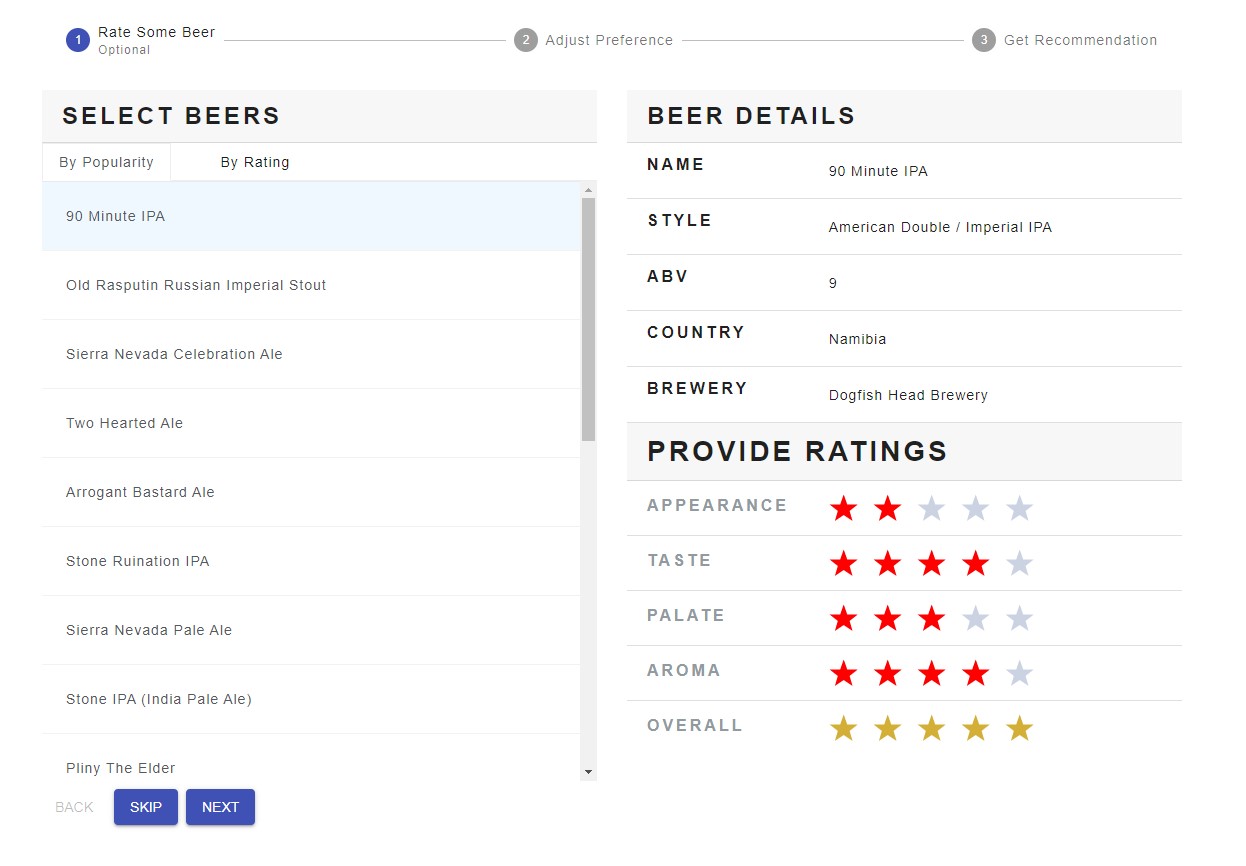 1 Rate Some Beer
Optional
2 Adjust Preference
3 Get Recommendation
SELECT BEERS
By Popularity By Rating
90 Minute IPA
Old Rasputin Russian Imperial Stout
Sierra Nevada Celebration Ale
Two Hearted Ale
Arrogant Bastard Ale
Stone Ruination IPA
Sierra Nevada Pale Ale
Stone IPA (India Pale Ale)
Pliny The Elder
BACK SKIP NEXT
BEER DETAILS
NAME 90 Minute IPA
STYLE American Double / Imperial IPA
ABV 9
COUNTRY Namibia
BREWERY Dogfish Head Brewery
PROVIDE RATINGS
APPEARANCE
TASTE
PALATE
AROMA
OVERALL